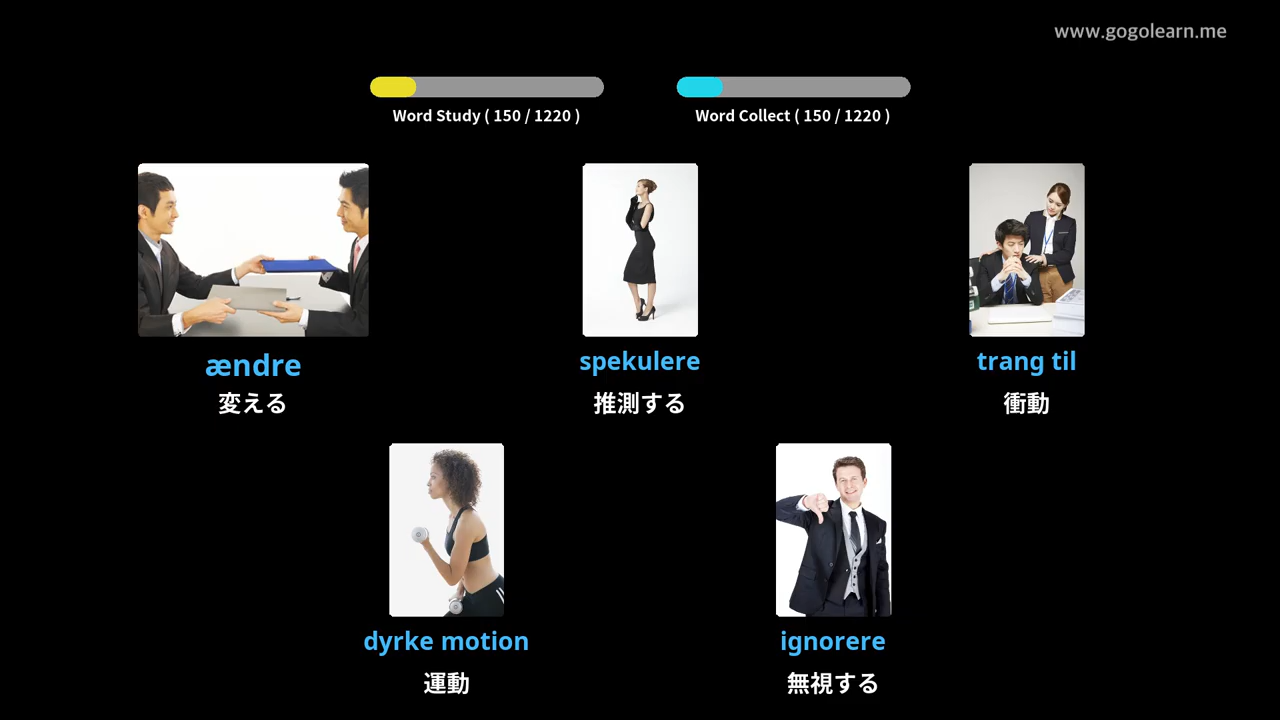 www.gogolearn.me
Word Study ( 150 / 1220 )
Word Collect ( 150 / 1220 )
ændre
変える
spekulere
推測する
trang til
衝動
dyrke motion
運動
ignorere
無視する